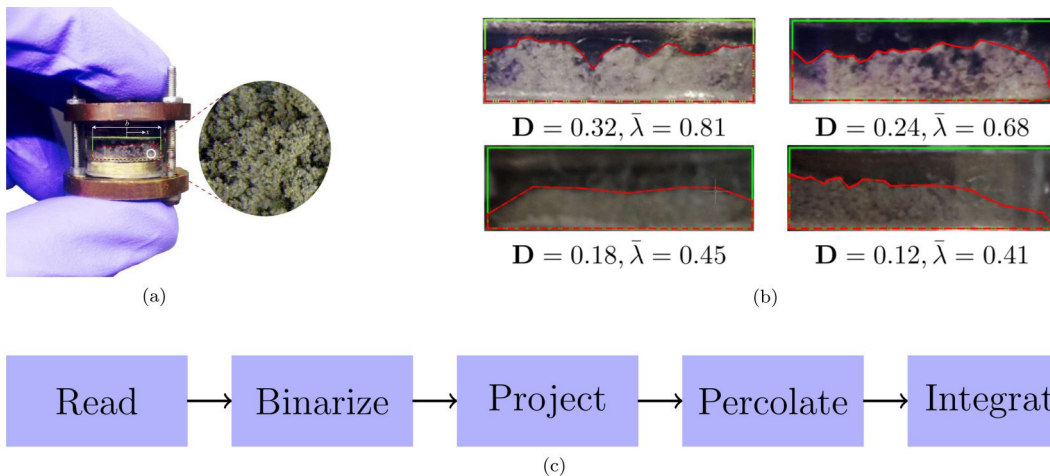 b
x
(a)
D = 0.32, λ̄ = 0.81
D = 0.24, λ̄ = 0.68
D = 0.18, λ̄ = 0.45
D = 0.12, λ̄ = 0.41
(b)
Read
Binarize
Project
Percolate
Integrat
(c)